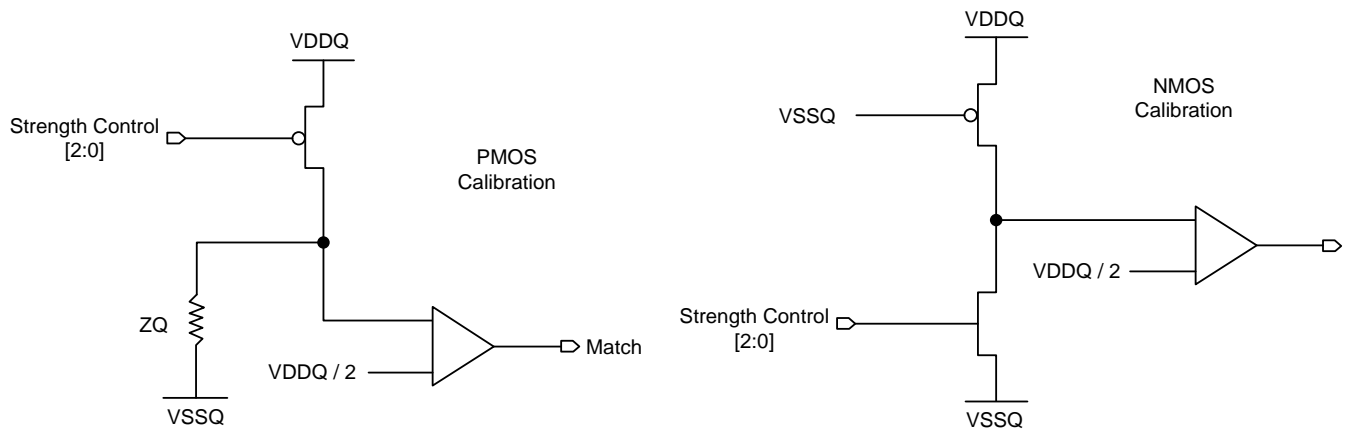 VDDQ
Strength Control
[2:0]
PMOS
Calibration
ZQ
VDDQ / 2
Match
VSSQ
VDDQ
NMOS
Calibration
VSSQ
VDDQ / 2
Strength Control
[2:0]
VSSQ